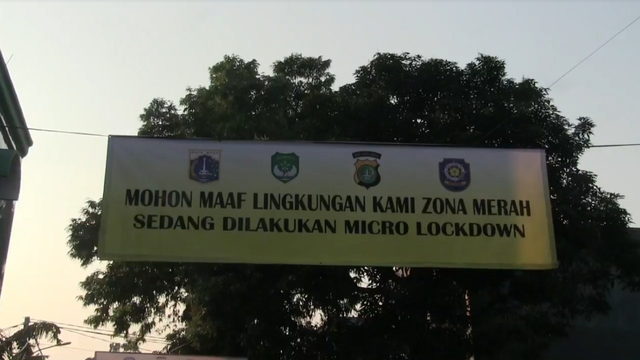 MOHON MAAF LINGKUNGAN KAMI ZONA MERAH
SEDANG DILAKUKAN MICRO LOCKDOWN